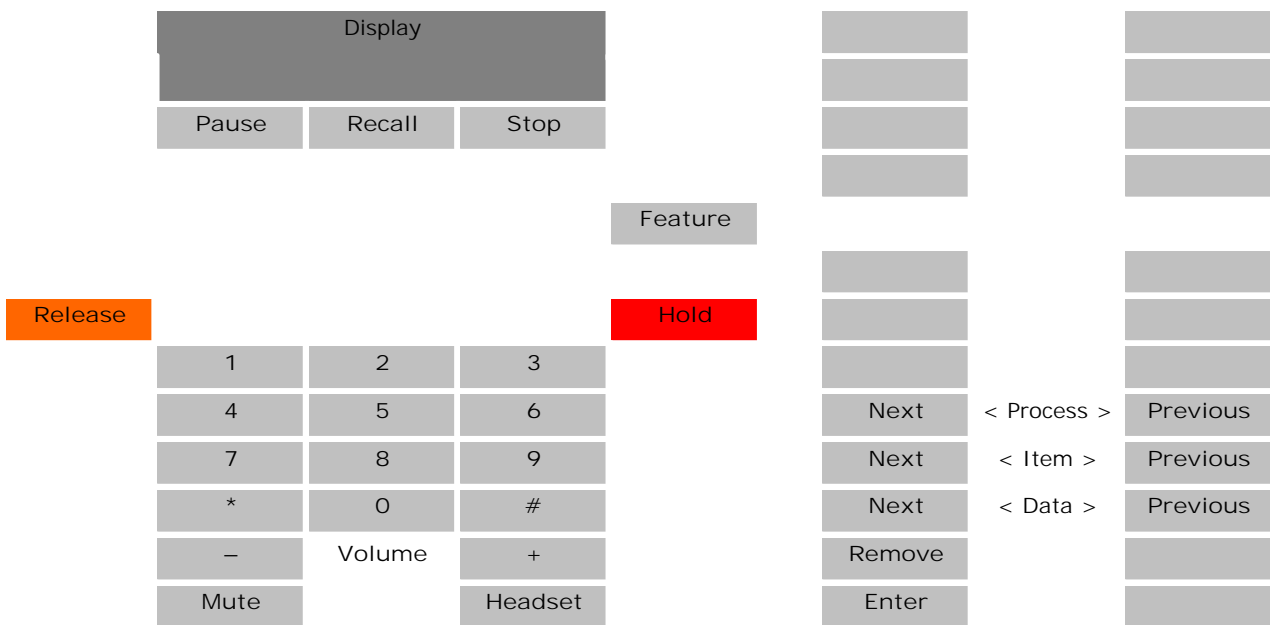 Display
Pause Recall Stop
Feature
Release Hold
1 2 3
4 5 6 Next < Process > Previous
7 8 9 Next < Item > Previous
* 0 # Next < Data > Previous
– Volume + Remove
Mute Headset Enter